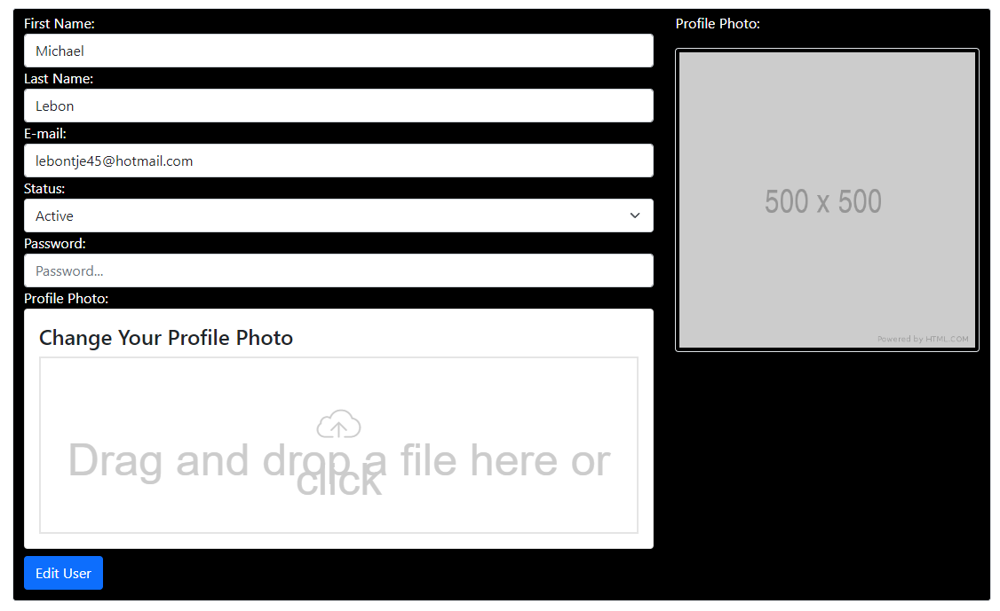 First Name:
Michael
Last Name:
Lebon
E-mail:
lebontje45@hotmail.com
Status:
Active
Password:
Password...
Profile Photo:
Change Your Profile Photo
Drag and drop a file here or
click
Edit User
Profile Photo:
500 x 500
Powered by HTML.COM